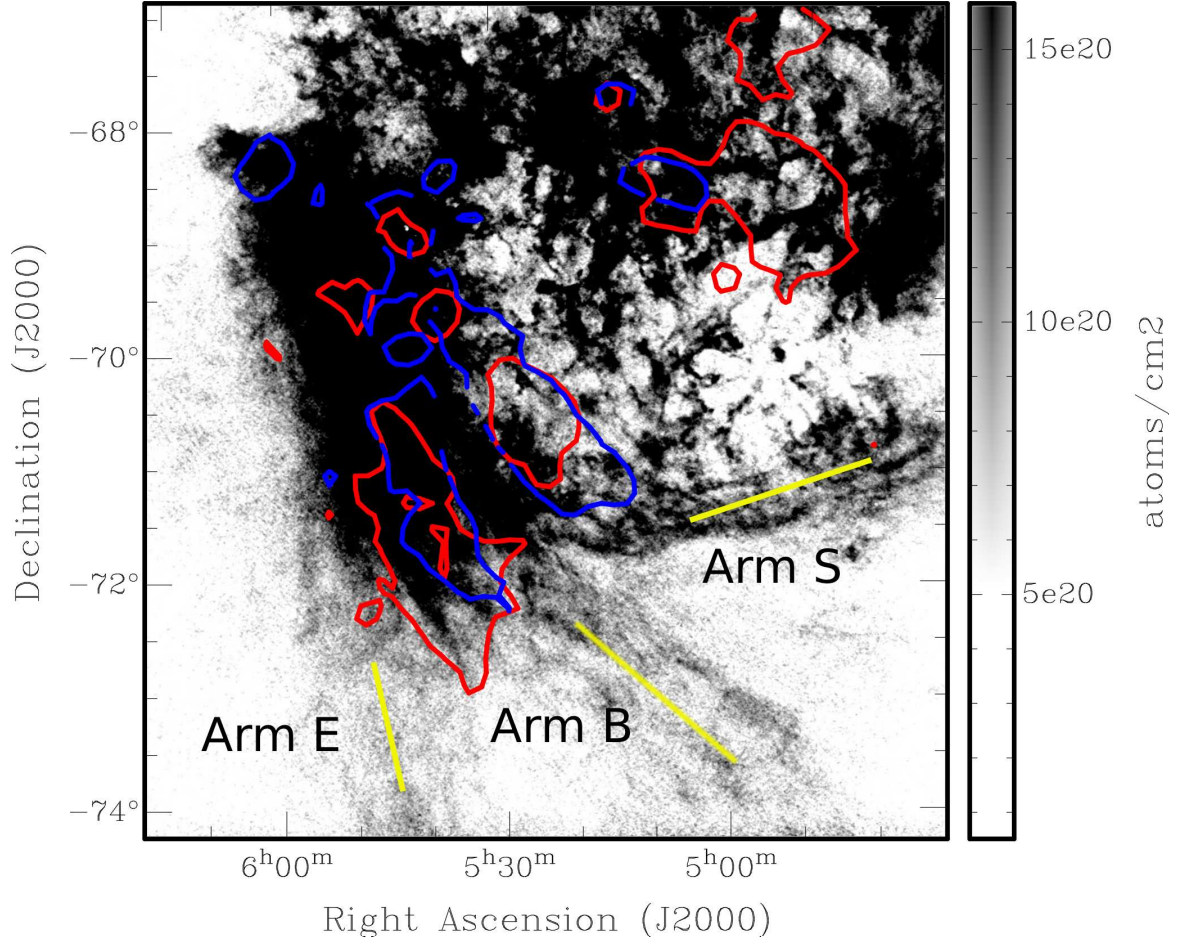 15e20
−68°
10e20
−70°
Declination (J2000)
atoms/cm2
Arm S
−72°
5e20
Arm E
Arm B
−74°
6h00m
5h30m
5h00m
Right Ascension (J2000)